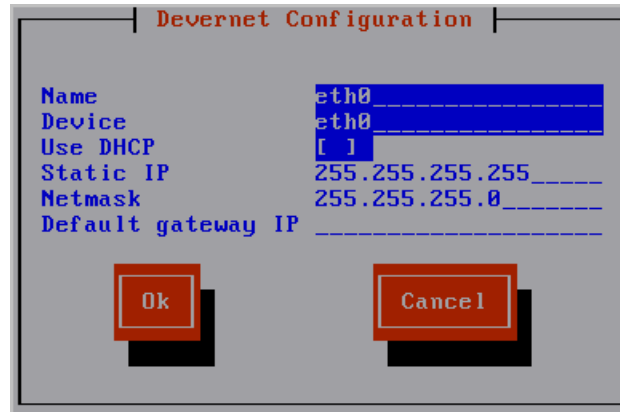 Devernet Configuration
Name eth0
Device eth0
Use DHCP [ ]
Static IP 255.255.255.255
Netmask 255.255.255.0
Default gateway IP
Ok Cancel